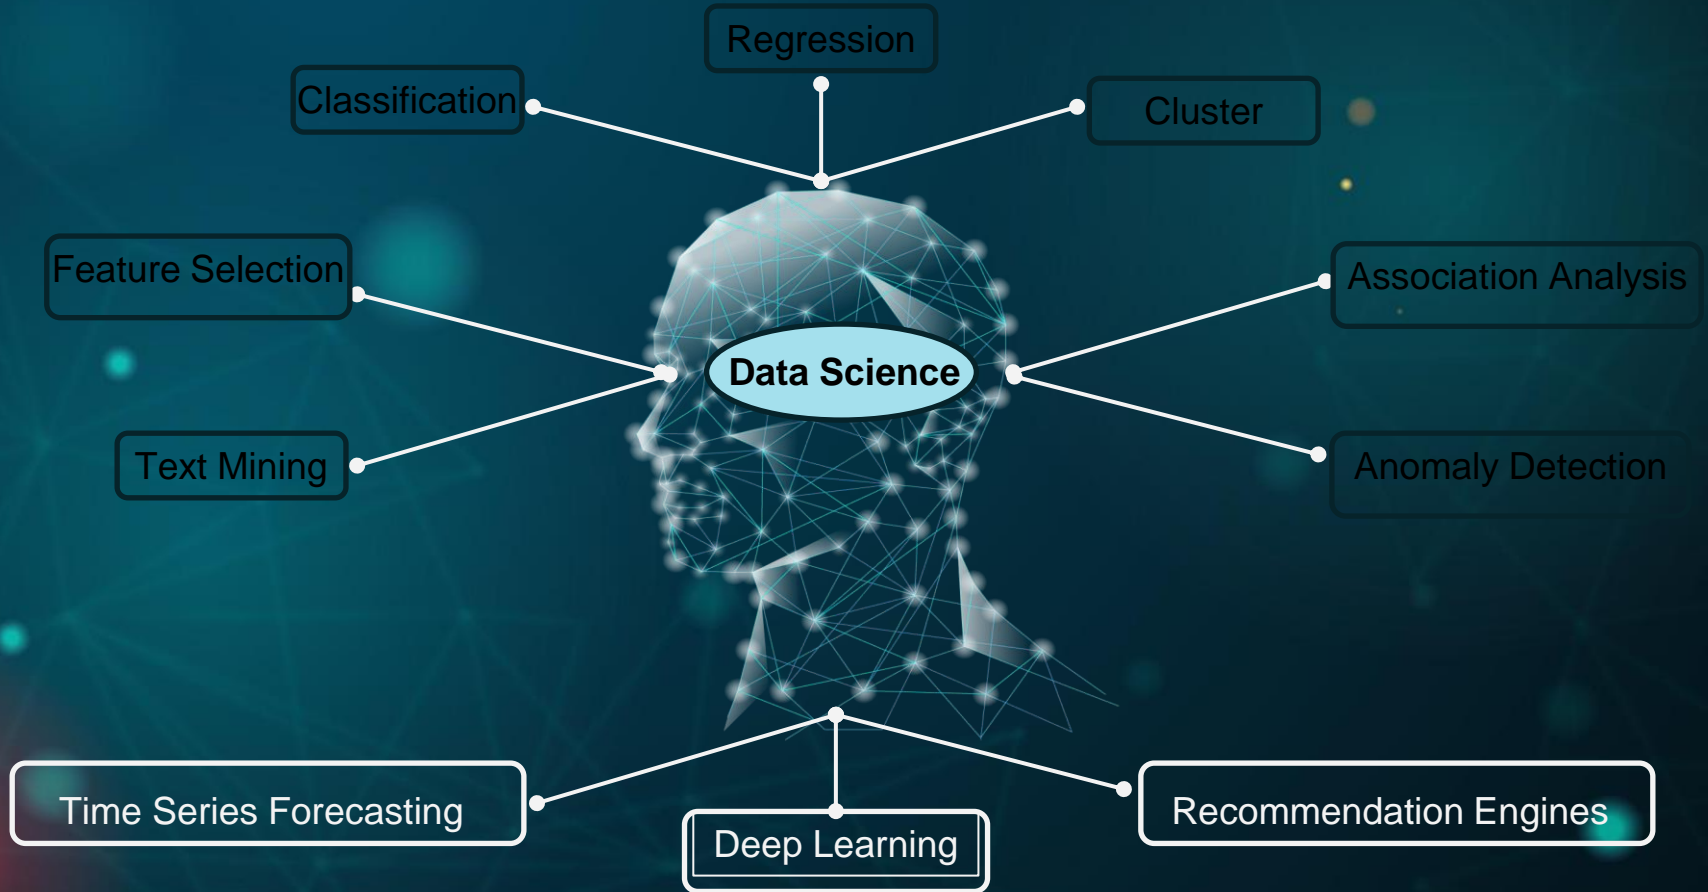 Regression
Classification
Cluster
Feature Selection
Association Analysis
Data Science
Text Mining
Anomaly Detection
Time Series Forecasting
Deep Learning
Recommendation Engines